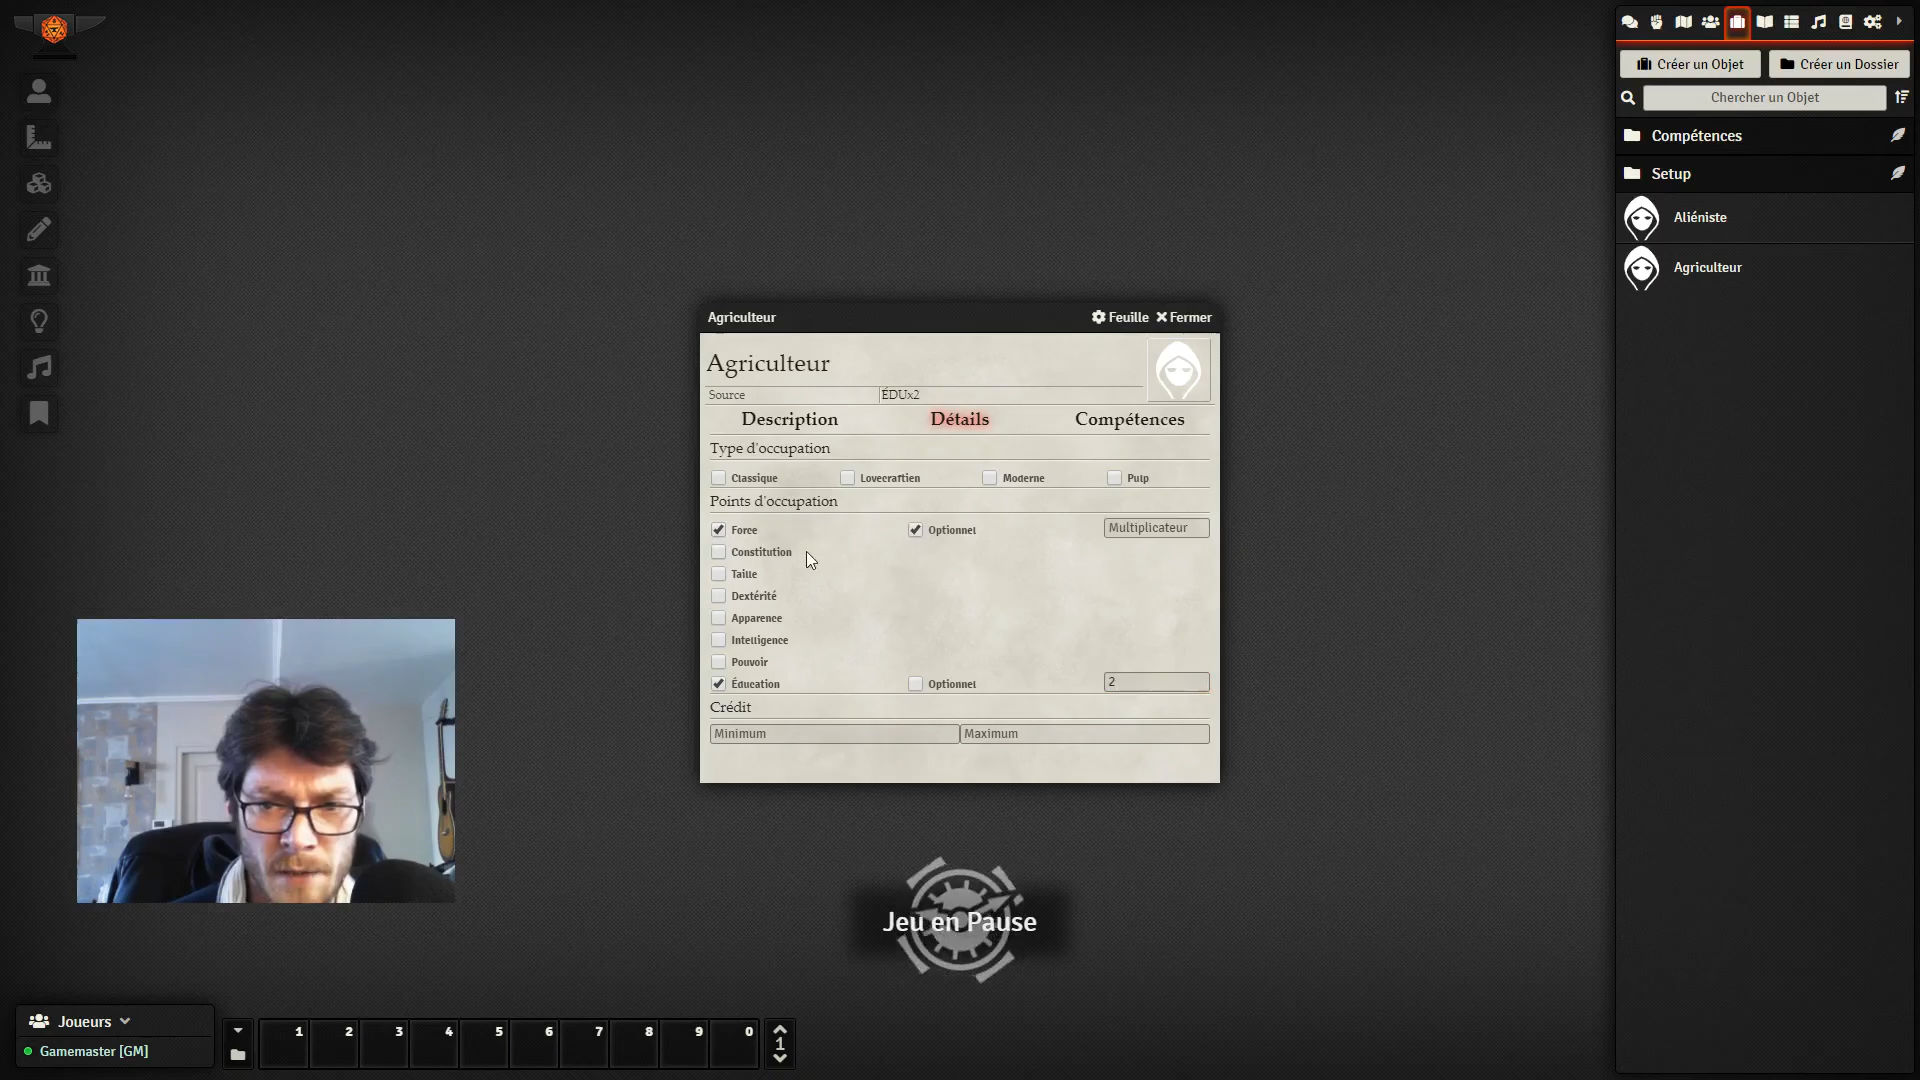 Créer un Objet
Créer un Dossier
Chercher un Objet
Compétences
Setup
Aliéniste
Agriculteur
Agriculteur
Feuille
Fermer
Agriculteur
Source
ÉDUx2
Description
Détails
Compétences
Type d'occupation
Classique
Lovecraftien
Moderne
Pulp
Points d'occupation
Force
Optionnel
Multiplicateur
Constitution
Taille
Dextérité
Apparence
Intelligence
Pouvoir
Éducation
Optionnel
2
Crédit
Minimum
Maximum
Jeu en Pause
Joueurs
Gamemaster [GM]
1
2
3
4
5
6
7
8
9
0
1